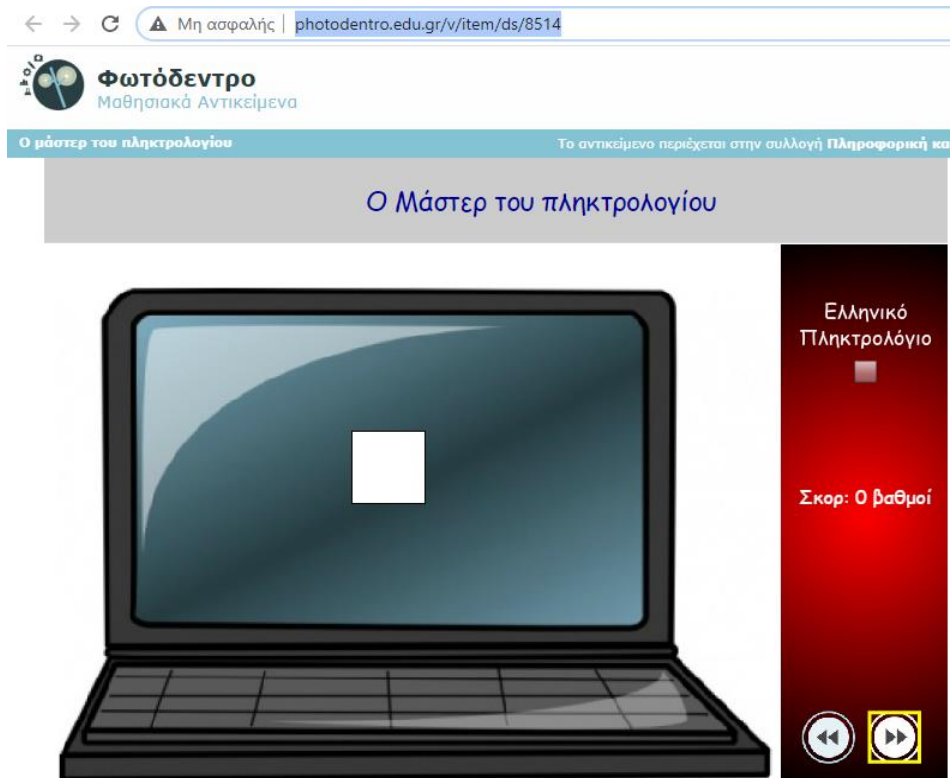 Μη ασφαλής | photodentro.edu.gr/v/item/ds/8514
Φωτόδεντρο
Μαθησιακά Αντικείμενα
Ο μάστερ του πληκτρολογίου
Το αντικείμενο περιέχεται στην συλλογή Πληροφορική κα
Ο Μάστερ του πληκτρολογίου
Ελληνικό
Πληκτρολόγιο
Σκορ: 0 βαθμοί